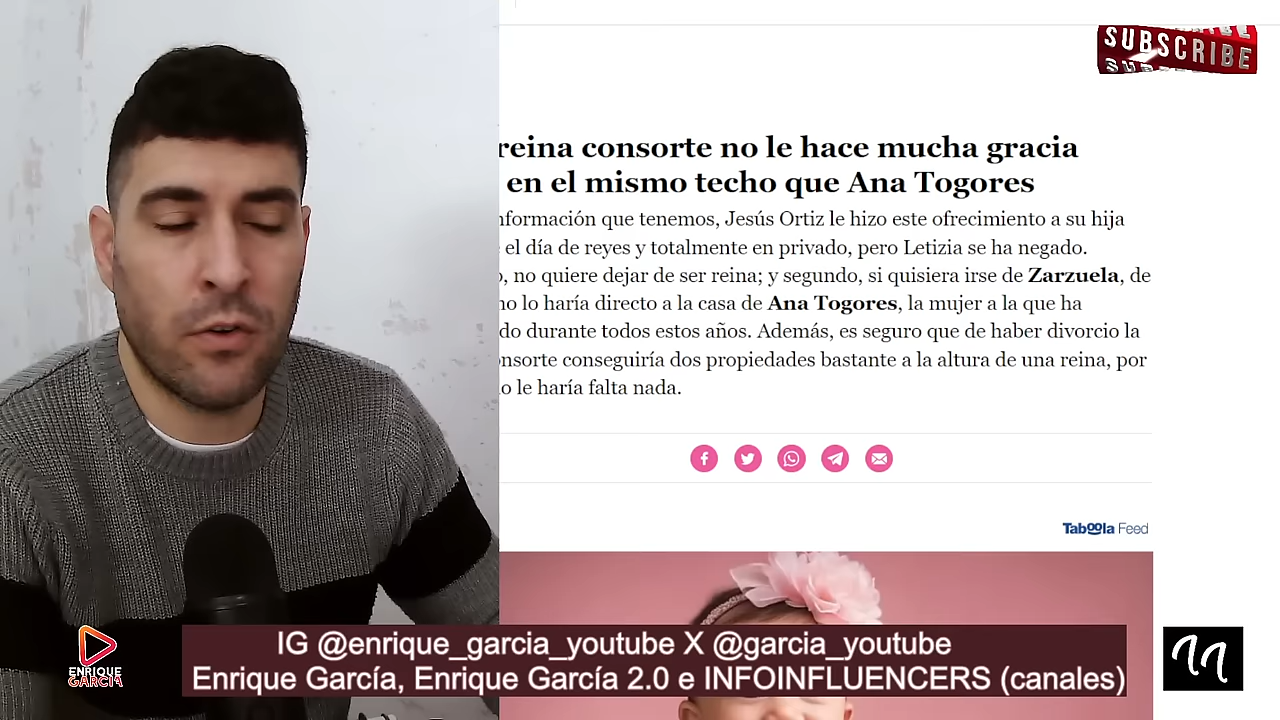 SUBSCRIBE
reina consorte no le hace mucha gracia
en el mismo techo que Ana Togores
nformación que tenemos, Jesús Ortiz le hizo este ofrecimiento a su hija
el día de reyes y totalmente en privado, pero Letizia se ha negado.
o, no quiere dejar de ser reina; y segundo, si quisiera irse de Zarzuela, de
no lo haría directo a la casa de Ana Togores, la mujer a la que ha
do durante todos estos años. Además, es seguro que de haber divorcio la
onsorte conseguiría dos propiedades bastante a la altura de una reina, por
o le haría falta nada.
Taboola Feed
IG @enrique_garcia_youtube X @garcia_youtube
Enrique García, Enrique García 2.0 e INFOINFLUENCERS (canales)
ENRIQUE
GARCÍA